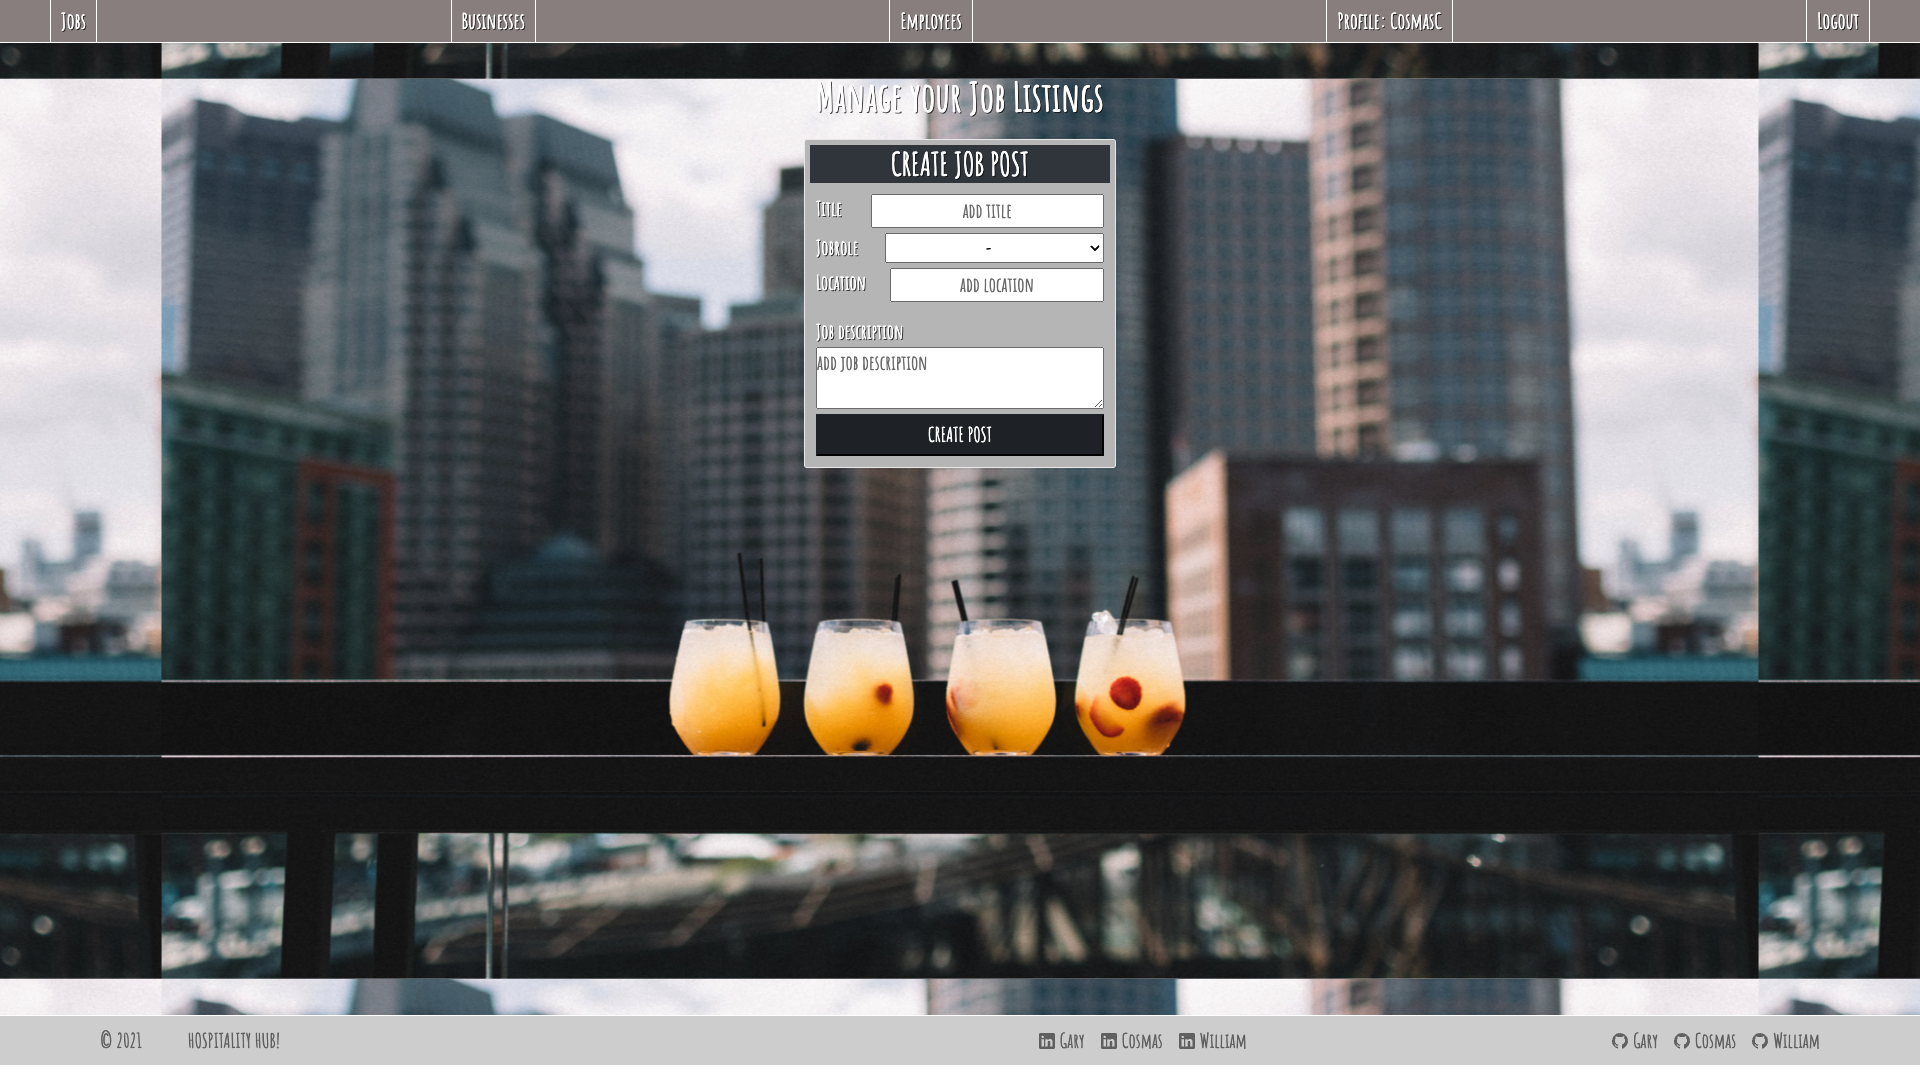 Jobs
Businesses
Employees
Profile: CosmasC
Logout
Manage your Job Listings
CREATE JOB POST
Title
ADD TITLE
Jobrole
-
Location
ADD LOCATION
Job description
ADD JOB DESCRIPTION
CREATE POST
© 2021 HOSPITALITY HUB!
Gary Cosmas William
Gary Cosmas William